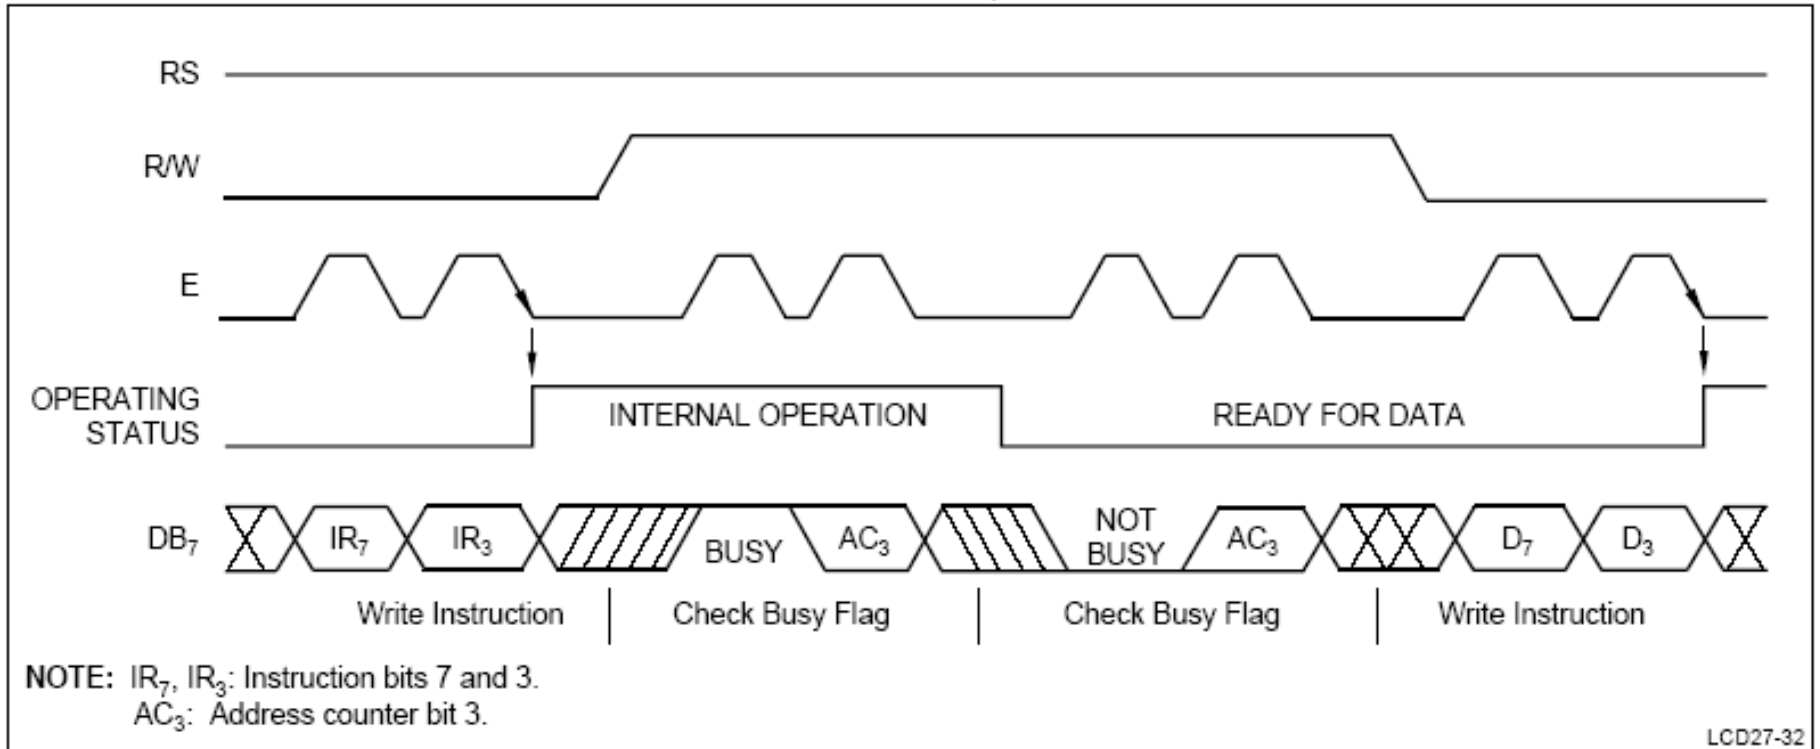 RS
R/W
E
OPERATING
STATUS
INTERNAL OPERATION
READY FOR DATA
DB₇
IR₇
IR₃
BUSY
AC₃
NOT
BUSY
AC₃
D₇
D₃
Write Instruction
Check Busy Flag
Check Busy Flag
Write Instruction
NOTE: IR₇, IR₃: Instruction bits 7 and 3.
AC₃: Address counter bit 3.
LCD27-32